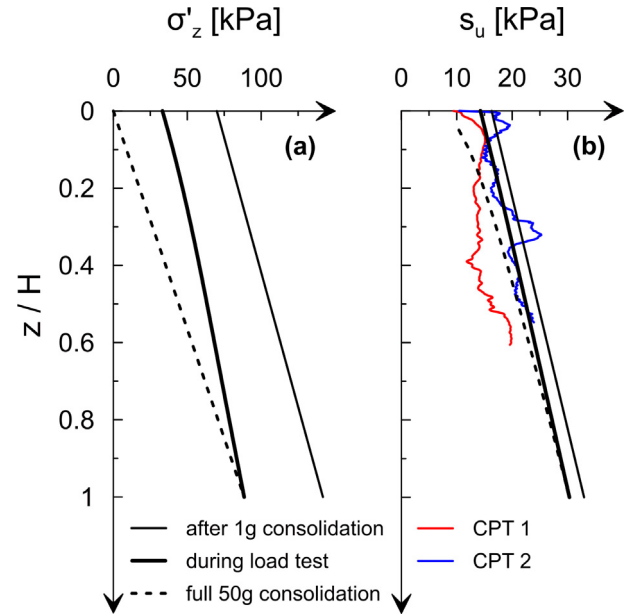 σ'z [kPa]
su [kPa]
0 50 100
0 10 20 30
0
0.2
0.4
0.6
0.8
1
z / H
(a)
(b)
after 1g consolidation
during load test
full 50g consolidation
CPT 1
CPT 2